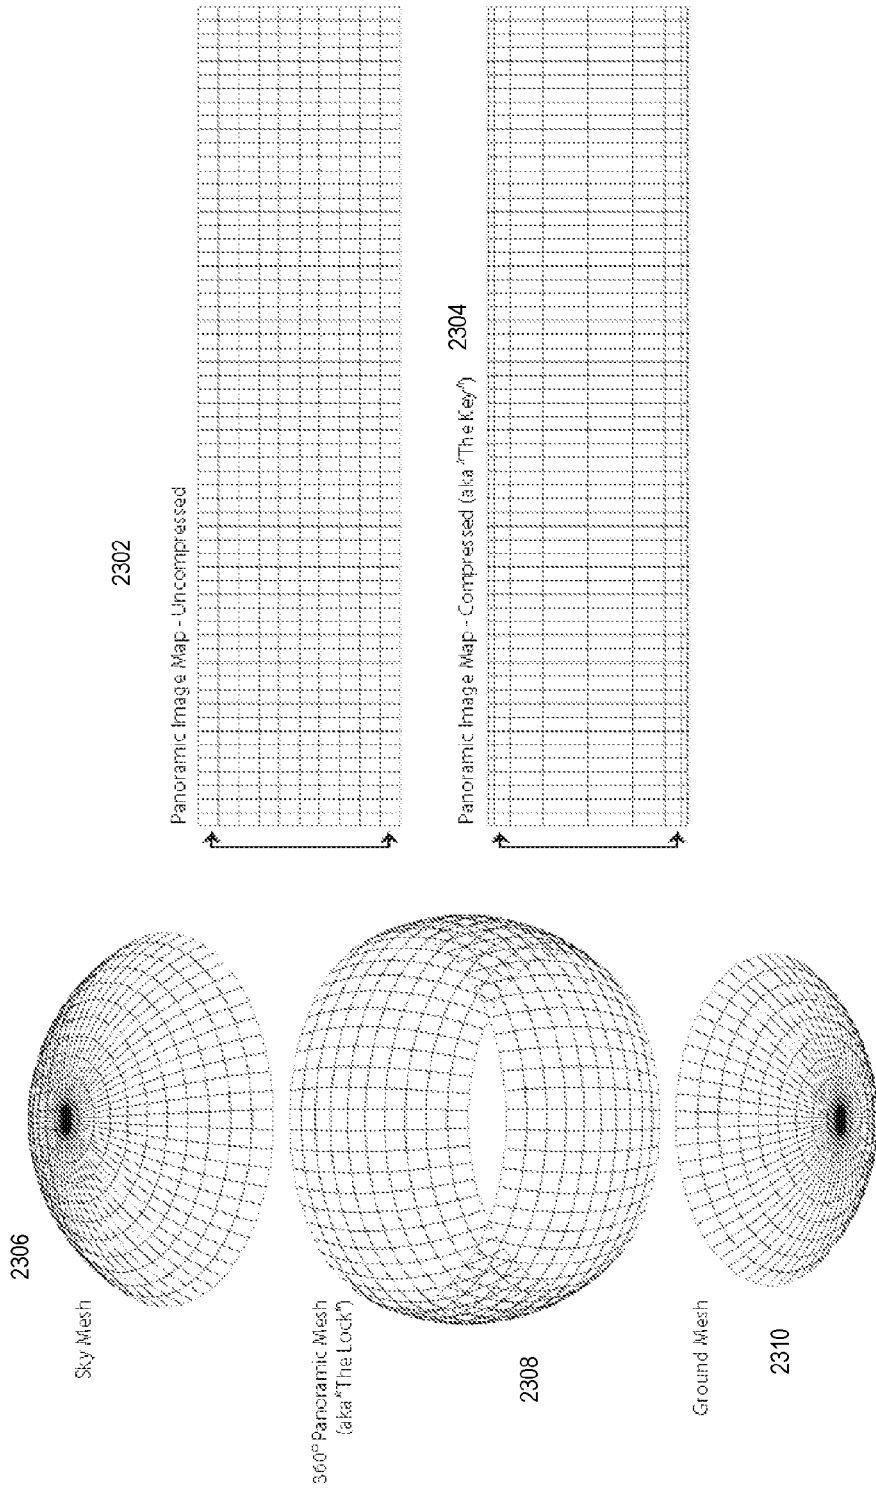 2306
Sky Mesh
360° Panoramic Mesh
(aka "The Lock")
2308
Ground Mesh
2310
2302
Panoramic Image Map - Uncompressed
2304
Panoramic Image Map - Compressed (aka "The Key")